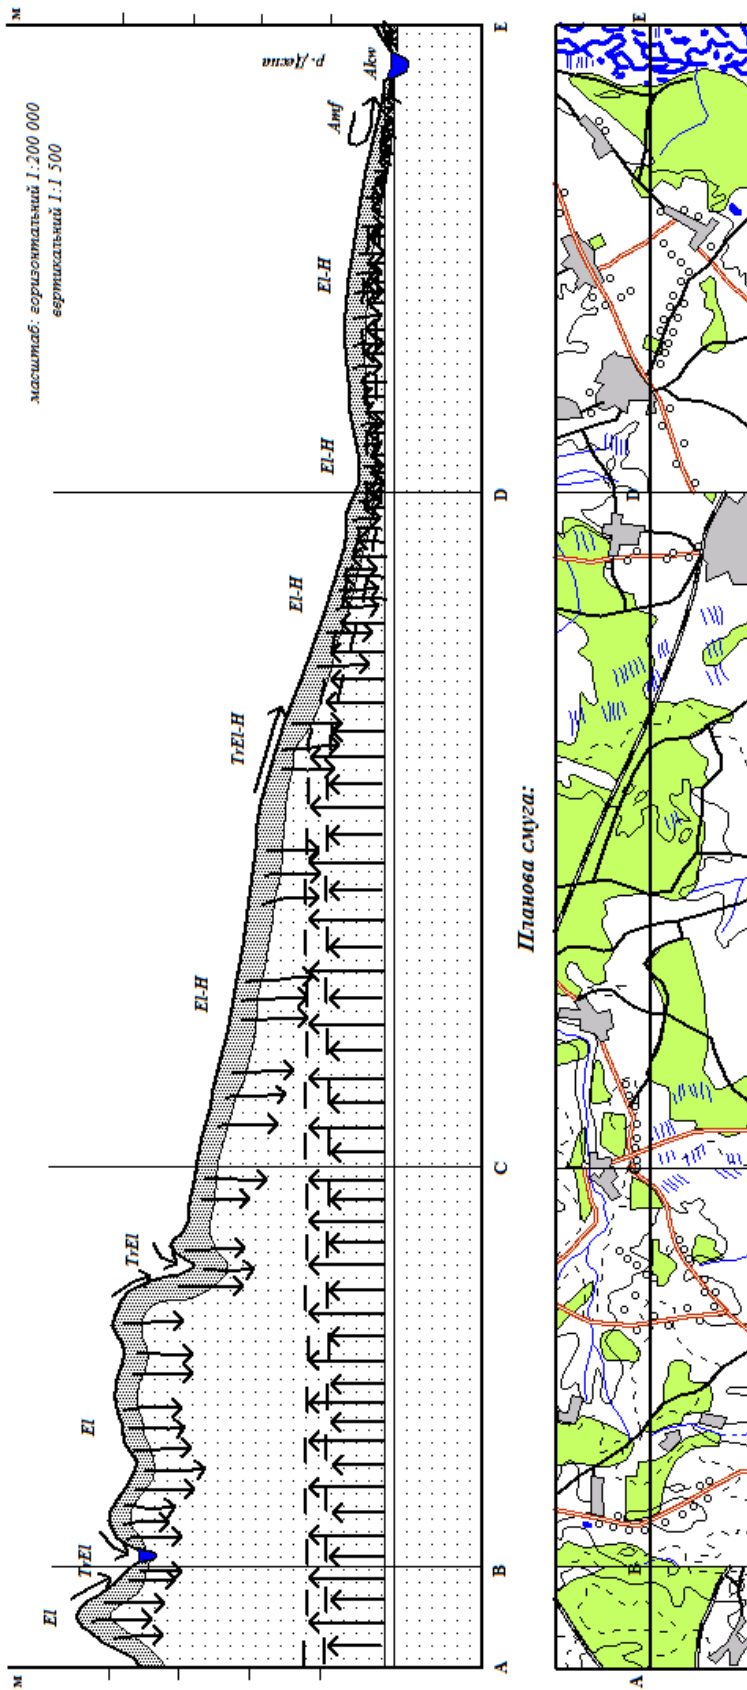 м
м
масштаб: горизонтальний 1:200 000
вертикальний 1:1 500
El
TrEl
El
TrEl
El-H
TrEl-H
El-H
El-H
El-H
Amf
Akw
р. Десна
A
B
C
D
E
Планова смуга:
A
B
D
E